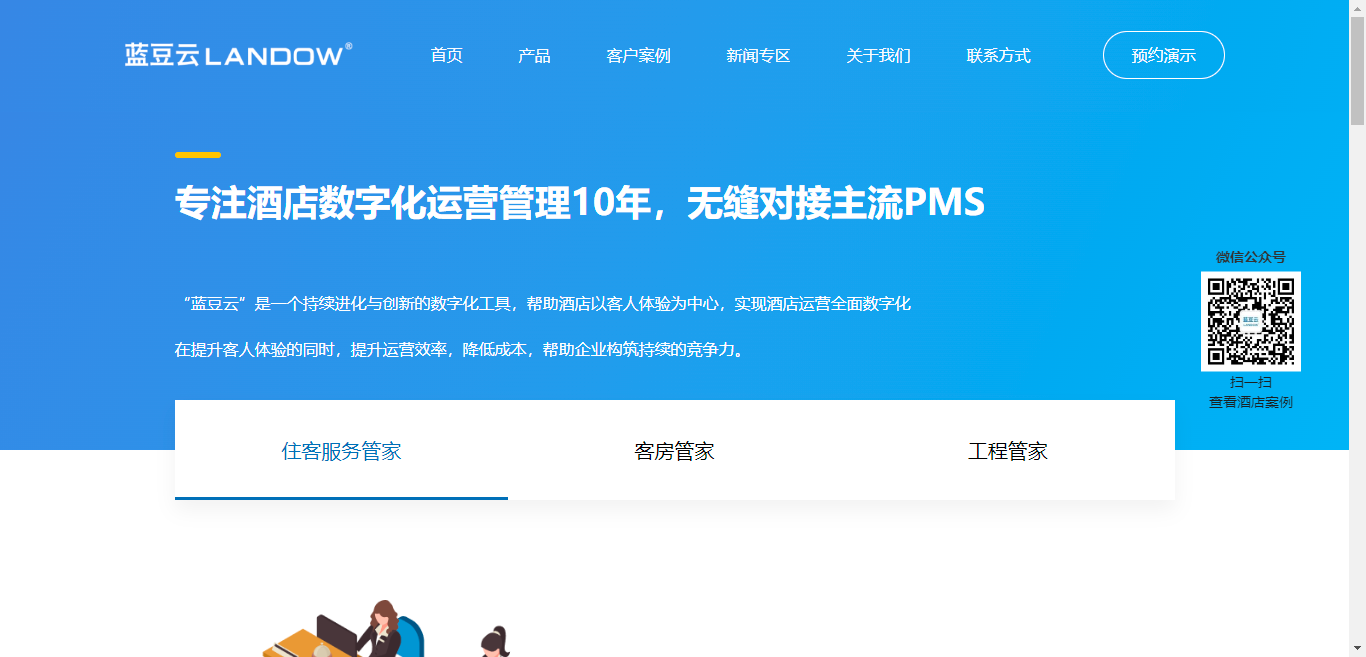 蓝豆云LANDOW®
首页 产品 客户案例 新闻专区 关于我们 联系方式 预约演示
专注酒店数字化运营管理10年，无缝对接主流PMS
“蓝豆云”是一个持续进化与创新的数字化工具，帮助酒店以客人体验为中心，实现酒店运营全面数字化
在提升客人体验的同时，提升运营效率，降低成本，帮助企业构筑持续的竞争力。
微信公众号
蓝豆云
扫一扫
查看酒店案例
住客服务管家 客房管家 工程管家